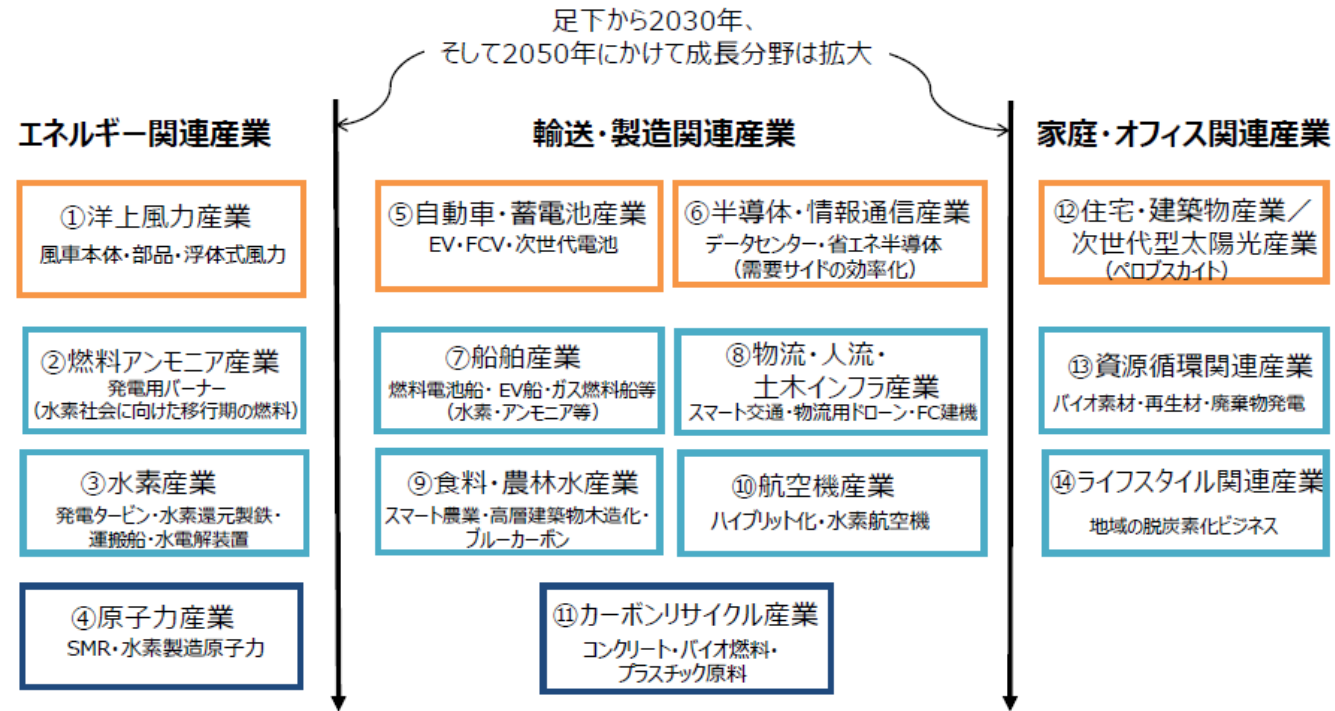 足下から2030年、
そして2050年にかけて成長分野は拡大
エネルギー関連産業
①洋上風力産業
風車本体・部品・浮体式風力
②燃料アンモニア産業
発電用バーナー
（水素社会に向けた移行期の燃料）
③水素産業
発電タービン・水素還元製鉄・
運搬船・水電解装置
④原子力産業
SMR・水素製造原子力
輸送・製造関連産業
⑤自動車・蓄電池産業
EV・FCV・次世代電池
⑥半導体・情報通信産業
データセンター・省エネ半導体
（需要サイドの効率化）
⑦船舶産業
燃料電池船・EV船・ガス燃料船等
（水素・アンモニア等）
⑧物流・人流・
土木インフラ産業
スマート交通・物流用ドローン・FC建機
⑨食料・農林水産業
スマート農業・高層建築物木造化・
ブルーカーボン
⑩航空機産業
ハイブリット化・水素航空機
⑪カーボンリサイクル産業
コンクリート・バイオ燃料・
プラスチック原料
家庭・オフィス関連産業
⑫住宅・建築物産業／
次世代型太陽光産業
（ペロブスカイト）
⑬資源循環関連産業
バイオ素材・再生材・廃棄物発電
⑭ライフスタイル関連産業
地域の脱炭素化ビジネス